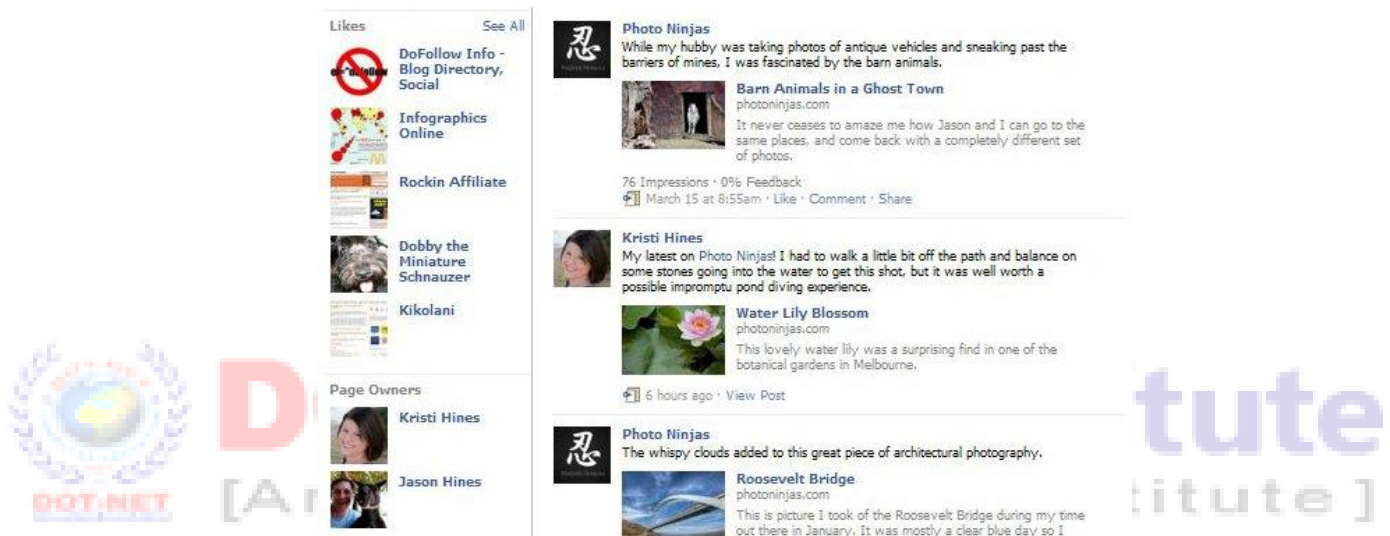 Likes See All
DoFollow Info -
Blog Directory,
Social
Infographics
Online
Rockin Affiliate
Dobby the
Miniature
Schnauzer
Kikolani
Page Owners
Kristi Hines
Jason Hines
忍
Photo Ninjas
While my hubby was taking photos of antique vehicles and sneaking past the
barriers of mines, I was fascinated by the barn animals.
Barn Animals in a Ghost Town
photoninjas.com
It never ceases to amaze me how Jason and I can go to the
same places, and come back with a completely different set
of photos.
76 Impressions · 0% Feedback
March 15 at 8:55am · Like · Comment · Share
Kristi Hines
My latest on Photo Ninjas! I had to walk a little bit off the path and balance on
some stones going into the water to get this shot, but it was well worth a
possible impromptu pond diving experience.
Water Lily Blossom
photoninjas.com
This lovely water lily was a surprising find in one of the
botanical gardens in Melbourne.
6 hours ago · View Post
忍
Photo Ninjas
The whispy clouds added to this great piece of architectural photography.
Roosevelt Bridge
photoninjas.com
This is picture I took of the Roosevelt Bridge during my time
out there in January. It was mostly a clear blue day so I
DOT-NET
D tute
[A itute]